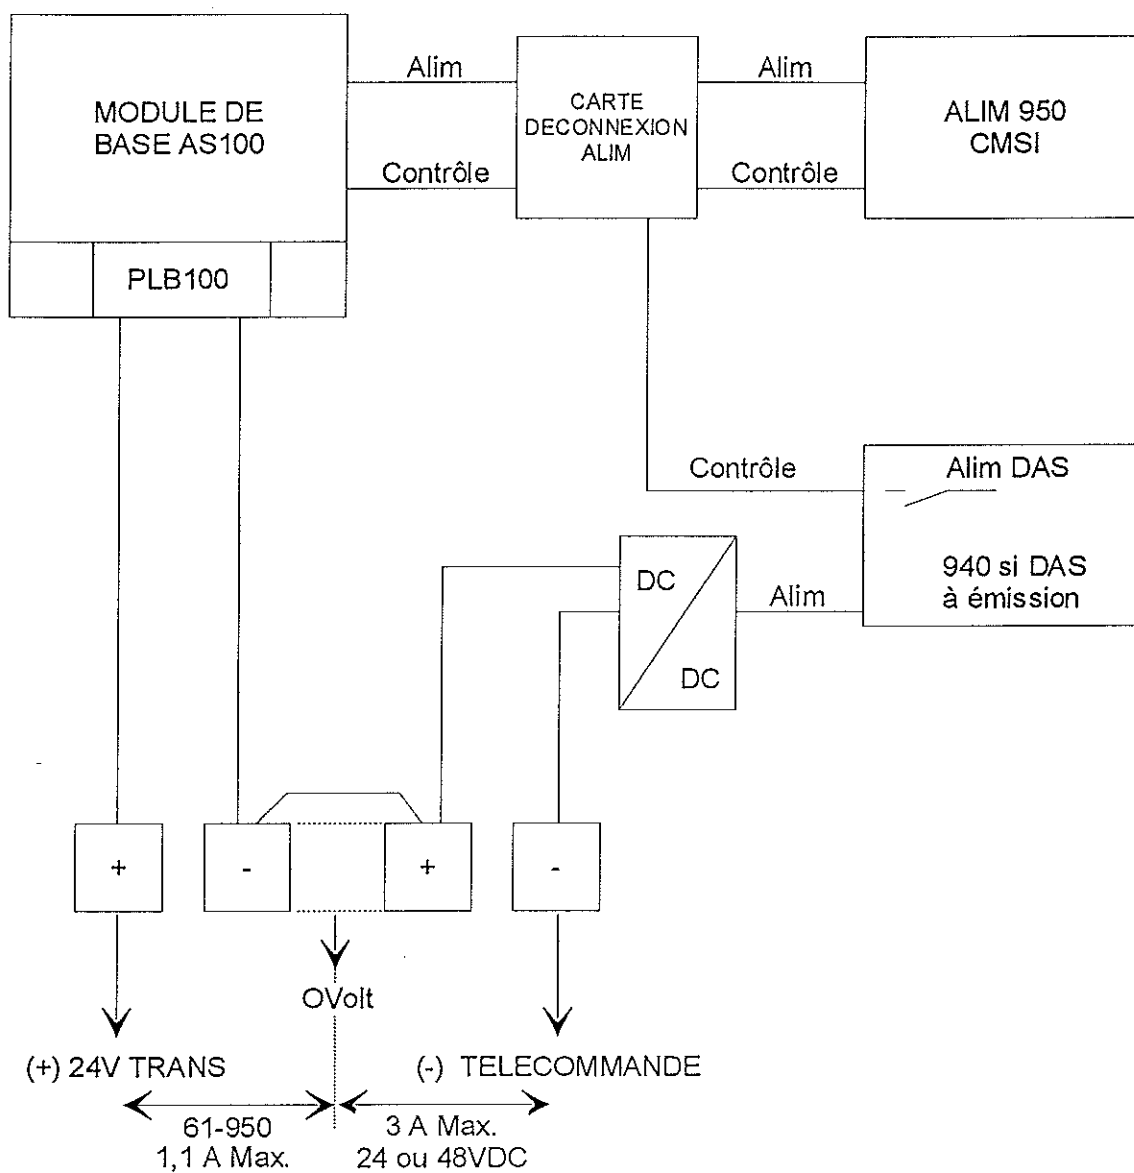 MODULE DE
BASE AS100
Alim
Contrôle
CARTE
DECONNEXION
ALIM
Alim
Contrôle
ALIM 950
CMSI
PLB100
Contrôle
Alim DAS
940 si DAS
à émission
DC
DC
Alim
+
-
+
-
OVolt
(+) 24V TRANS
(-) TELECOMMANDE
61-950
1,1 A Max.
3 A Max.
24 ou 48VDC